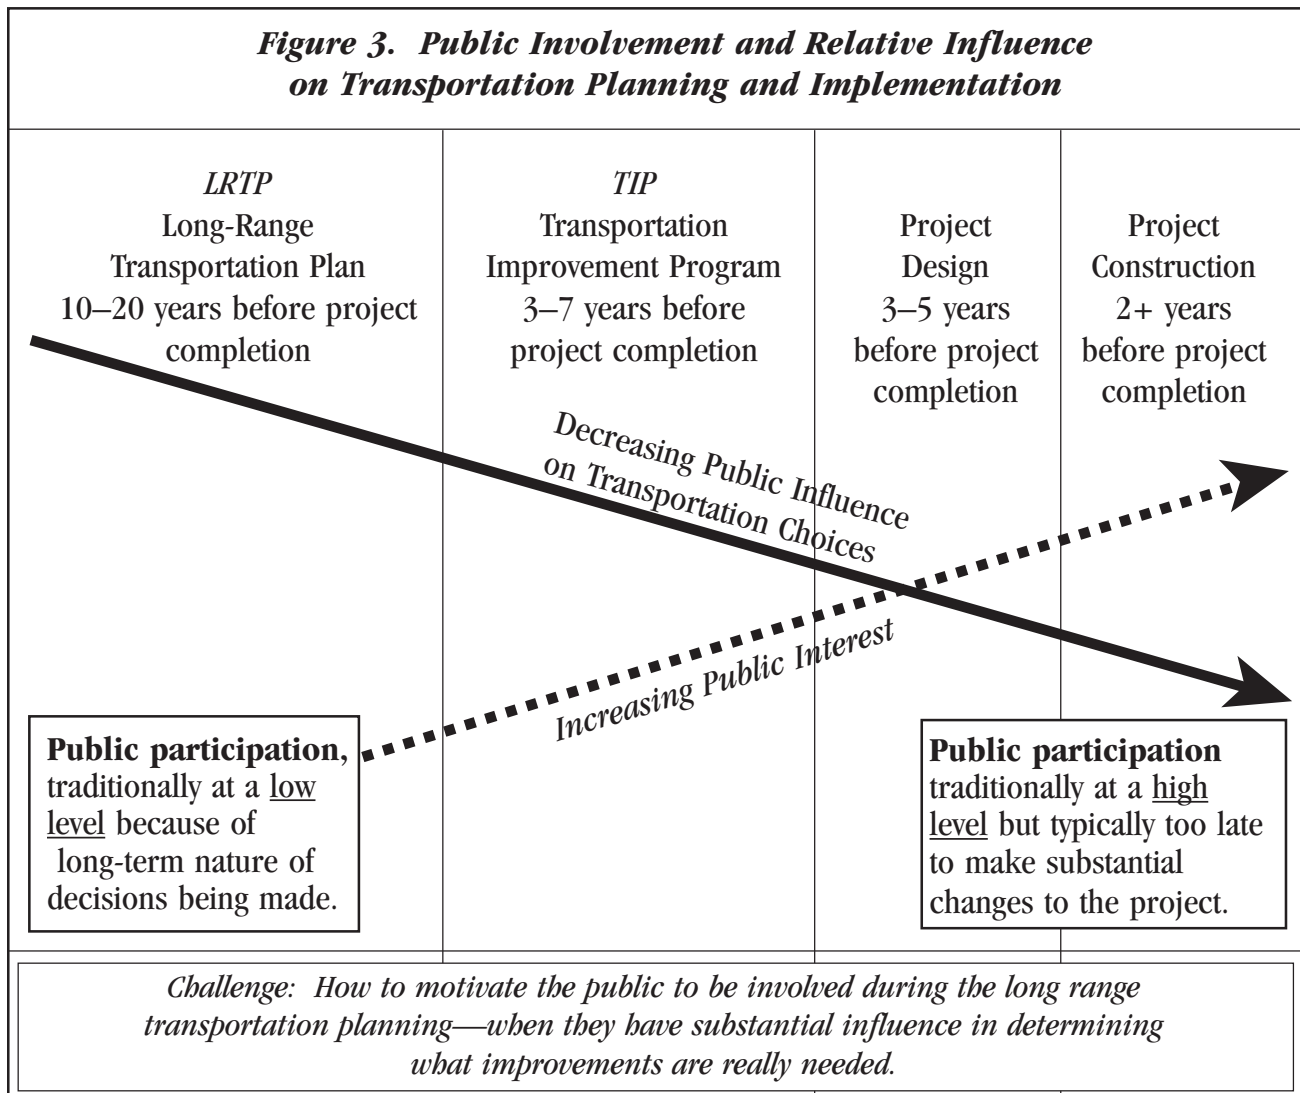 Figure 3.  Public Involvement and Relative Influence
on Transportation Planning and Implementation
LRTP
Long-Range
Transportation Plan
10–20 years before project
completion
TIP
Transportation
Improvement Program
3–7 years before
project completion
Project
Design
3–5 years
before project
completion
Project
Construction
2+ years
before project
completion
Decreasing Public Influence
on Transportation Choices
Increasing Public Interest
Public participation,
traditionally at a low
level because of
long-term nature of
decisions being made.
Public participation
traditionally at a high
level but typically too late
to make substantial
changes to the project.
Challenge:  How to motivate the public to be involved during the long range
transportation planning—when they have substantial influence in determining
what improvements are really needed.